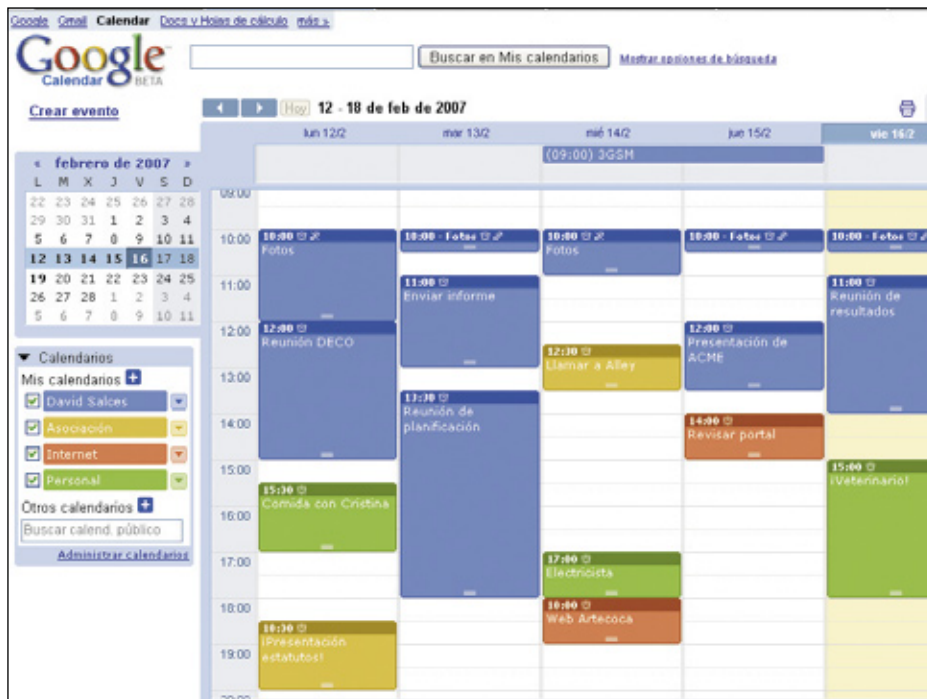 Google Gmail Calendar Docs y Hojas de cálculo más »
Google
Calendar BETA
Buscar en Mis calendarios
Mostrar opciones de búsqueda
Crear evento
Hoy 12 - 18 de feb de 2007
lun 12/2 mar 13/2 mié 14/2 jue 15/2 vie 16/2
(09:00) 3GSM
« febrero de 2007 »
L M X J V S D
22 23 24 25 26 27 28
29 30 31 1 2 3 4
5 6 7 8 9 10 11
12 13 14 15 16 17 18
19 20 21 22 23 24 25
26 27 28 1 2 3 4
5 6 7 8 9 10 11
Calendarios
Mis calendarios
David Salces
Asociación
Internet
Personal
Otros calendarios
Buscar calend. público
Administrar calendarios
09:00
10:00
11:00
12:00
13:00
14:00
15:00
16:00
17:00
18:00
19:00
20:00
10:00
Fotos
12:00
Reunión DECO
15:30
Comida con Cristina
18:30
¡Presentación
estatutos!
10:00 - Fotos
11:00
Enviar informe
13:30
Reunión de
planificación
10:00
Fotos
12:30
Llamar a Alley
17:00
Electricista
18:00
Web Artecoca
10:00 - Fotos
12:00
Presentación de
ACME
14:00
Revisar portal
10:00 - Fotos
11:00
Reunión de
resultados
15:00
¡Veterinario!